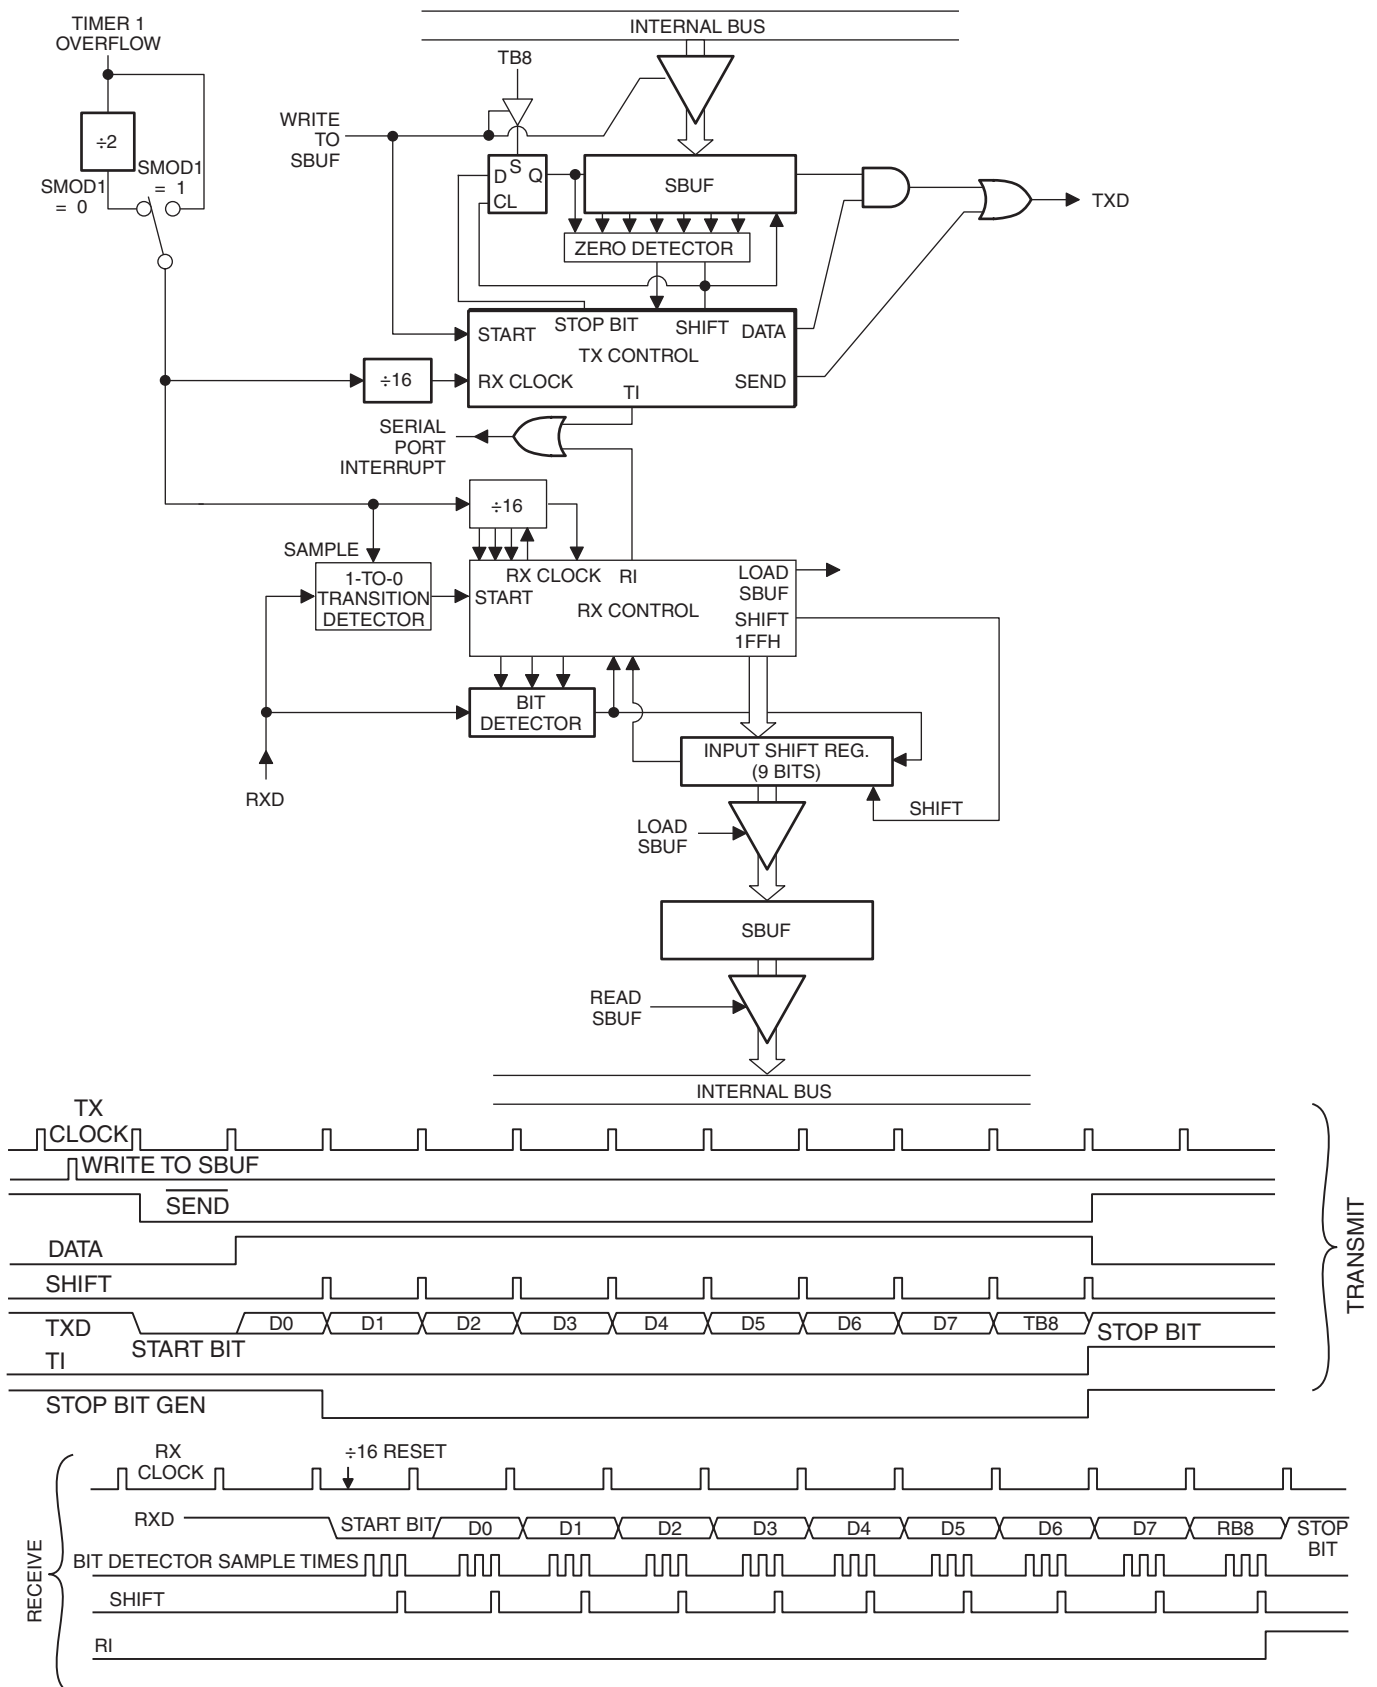 TIMER 1
OVERFLOW
INTERNAL BUS
TB8
WRITE
TO
SBUF
÷2
SMOD1
= 1
SMOD1
= 0
D S Q
CL
SBUF
TXD
ZERO DETECTOR
START
STOP BIT
SHIFT
DATA
TX CONTROL
÷16
RX CLOCK
SEND
TI
SERIAL
PORT
INTERRUPT
÷16
SAMPLE
1-TO-0
TRANSITION
DETECTOR
RX CLOCK
RI
START
RX CONTROL
LOAD
SBUF
SHIFT
1FFH
BIT
DETECTOR
INPUT SHIFT REG.
(9 BITS)
RXD
SHIFT
LOAD
SBUF
SBUF
READ
SBUF
INTERNAL BUS
TX
CLOCK
WRITE TO SBUF
SEND
DATA
SHIFT
TXD
START BIT
D0 D1 D2 D3 D4 D5 D6 D7 TB8
STOP BIT
TI
STOP BIT GEN
TRANSMIT
RX
CLOCK
÷16 RESET
RXD
START BIT
D0 D1 D2 D3 D4 D5 D6 D7 RB8
STOP
BIT
BIT DETECTOR SAMPLE TIMES
SHIFT
RI
RECEIVE